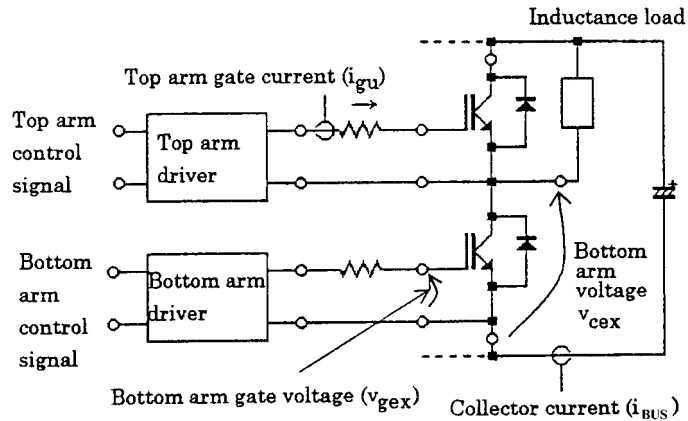 Inductance load
Top arm gate current (igu)
Top arm
control
signal
Top arm
driver
Bottom
arm
control
signal
Bottom arm
driver
Bottom
arm
voltage
vcex
Bottom arm gate voltage (vgex)
Collector current (iBUS)
+